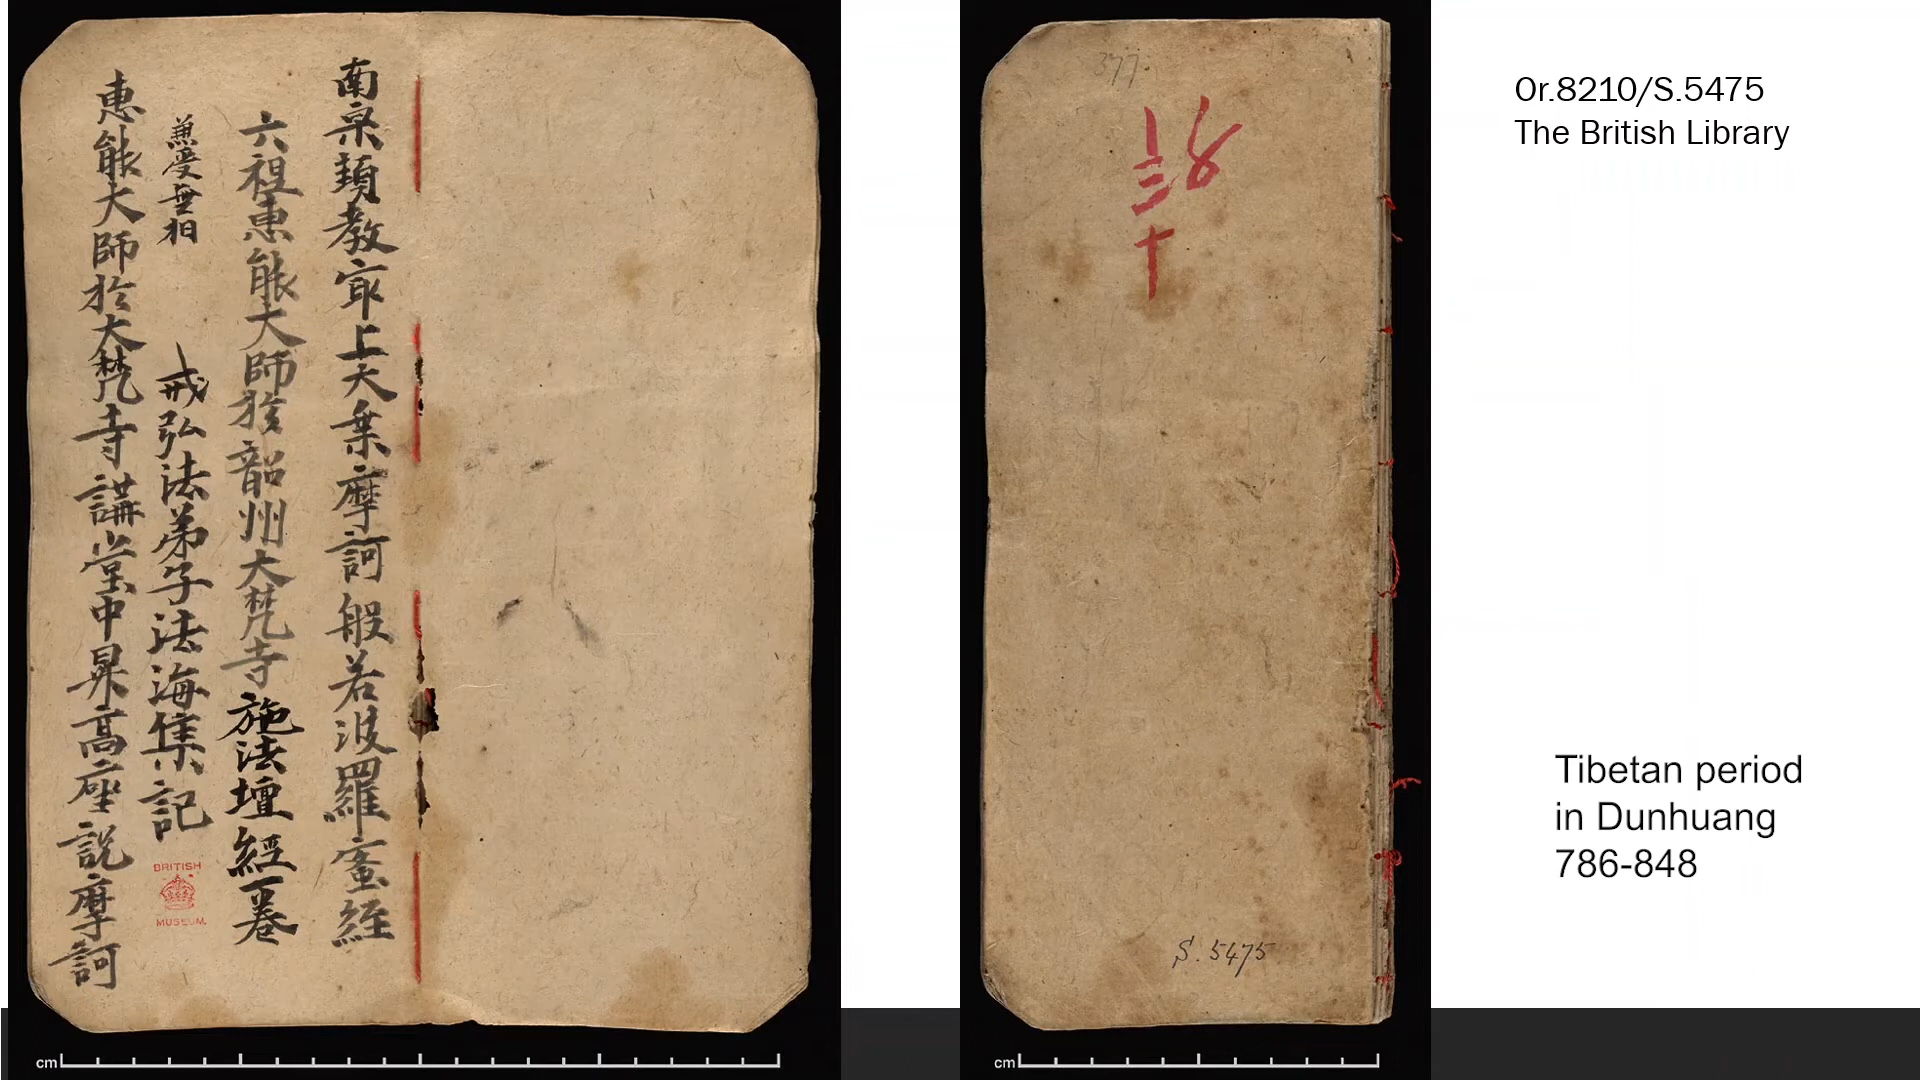 南宗頓教㝡上大乗摩訶般若波羅蜜經
六祖惠能大師於韶州大梵寺施法壇經一卷
兼受無相　戒弘法弟子法海集記
惠能大師於大梵寺講堂中昇高座說摩訶
BRITISH
MUSEUM.
cm
377.
S.5475
cm
Or.8210/S.5475
The British Library
Tibetan period
in Dunhuang
786-848